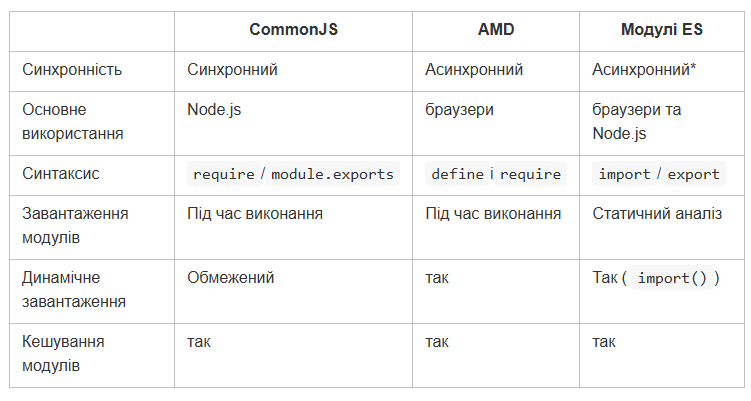 CommonJS AMD Модулі ES
Синхронність Синхронний Асинхронний Асинхронний*
Основне Node.js браузери браузери та
використання Node.js
Синтаксис require / module.exports define і require import / export
Завантаження Під час виконання Під час виконання Статичний аналіз
модулів
Динамічне Обмежений так Так ( import() )
завантаження
Кешування так так так
модулів